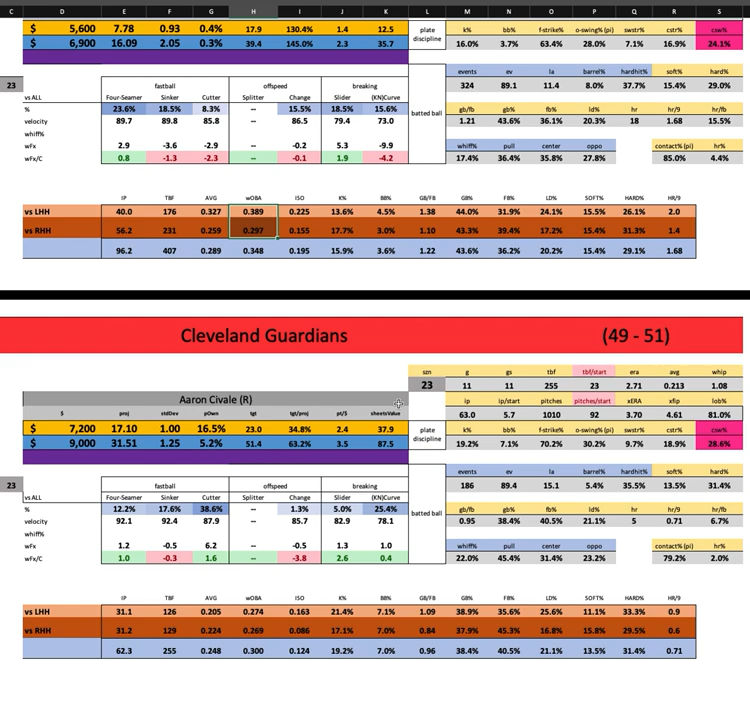 C D E F G H I J K L M N O P Q R S
$ 5,600 7.78 0.93 0.4% 17.9 130.4% 1.4 12.5 plate discipline k% bb% f-strike% o-swing% (pi) swstr% cstr% csw%
$ 6,900 16.09 2.05 0.3% 39.4 145.0% 2.3 35.7 16.0% 3.7% 63.4% 28.0% 7.1% 16.9% 24.1%
events ev la barrel% hardhit% soft% hard%
23 fastball offspeed breaking 324 89.1 11.4 8.0% 37.7% 15.4% 29.0%
vs ALL Four-Seamer Sinker Cutter Splitter Change Slider (KN)Curve
% 23.6% 18.5% 8.3% -- 15.5% 18.5% 15.6% batted ball gb/fb gb% fb% ld% hr hr/9 hr/fb
velocity 89.7 89.8 85.8 -- 86.5 79.4 73.0 1.21 43.6% 36.1% 20.3% 18 1.68 15.5%
whiff%
wFx 2.9 -3.6 -2.9 -- -0.2 5.3 -9.9 whiff% pull center oppo contact% (pi) hr%
wFx/C 0.8 -1.3 -2.3 -- -0.1 1.9 -4.2 17.4% 36.4% 35.8% 27.8% 85.0% 4.4%
IP TBF AVG wOBA ISO K% BB% GB/FB GB% FB% LD% SOFT% HARD% HR/9
vs LHH 40.0 176 0.327 0.389 0.225 13.6% 4.5% 1.38 44.0% 31.9% 24.1% 15.5% 26.1% 2.0
vs RHH 56.2 231 0.259 0.297 0.155 17.7% 3.0% 1.10 43.3% 39.4% 17.2% 15.4% 31.3% 1.4
96.2 407 0.289 0.348 0.195 15.9% 3.6% 1.22 43.6% 36.2% 20.2% 15.4% 29.1% 1.68
Cleveland Guardians (49 - 51)
szn g gs tbf tbf/start era avg whip
23 11 11 255 23 2.71 0.213 1.08
Aaron Civale (R) ip ip/start pitches pitches/start xERA xfip lob%
$ proj stdDev pOwn tgt tgt/proj pt/$ sheetsValue 63.0 5.7 1010 92 3.70 4.61 81.0%
$ 7,200 17.10 1.00 16.5% 23.0 34.8% 2.4 37.9 plate discipline k% bb% f-strike% o-swing% (pi) swstr% cstr% csw%
$ 9,000 31.51 1.25 5.2% 51.4 63.2% 3.5 87.5 19.2% 7.1% 70.2% 30.2% 9.7% 18.9% 28.6%
events ev la barrel% hardhit% soft% hard%
23 fastball offspeed breaking 186 89.4 15.1 5.4% 35.5% 13.5% 31.4%
vs ALL Four-Seamer Sinker Cutter Splitter Change Slider (KN)Curve
% 12.2% 17.6% 38.6% -- 1.3% 5.0% 25.4% batted ball gb/fb gb% fb% ld% hr hr/9 hr/fb
velocity 92.1 92.4 87.9 -- 85.7 82.9 78.1 0.95 38.4% 40.5% 21.1% 5 0.71 6.7%
whiff%
wFx 1.2 -0.5 6.2 -- -0.5 1.3 1.0 whiff% pull center oppo contact% (pi) hr%
wFx/C 1.0 -0.3 1.6 -- -3.8 2.6 0.4 22.0% 45.4% 31.4% 23.2% 79.2% 2.0%
IP TBF AVG wOBA ISO K% BB% GB/FB GB% FB% LD% SOFT% HARD% HR/9
vs LHH 31.1 126 0.205 0.274 0.163 21.4% 7.1% 1.09 38.9% 35.6% 25.6% 11.1% 33.3% 0.9
vs RHH 31.2 129 0.224 0.269 0.086 17.1% 7.0% 0.84 37.9% 45.3% 16.8% 15.8% 29.5% 0.6
62.3 255 0.248 0.300 0.124 19.2% 7.0% 0.96 38.4% 40.5% 21.1% 13.5% 31.4% 0.71